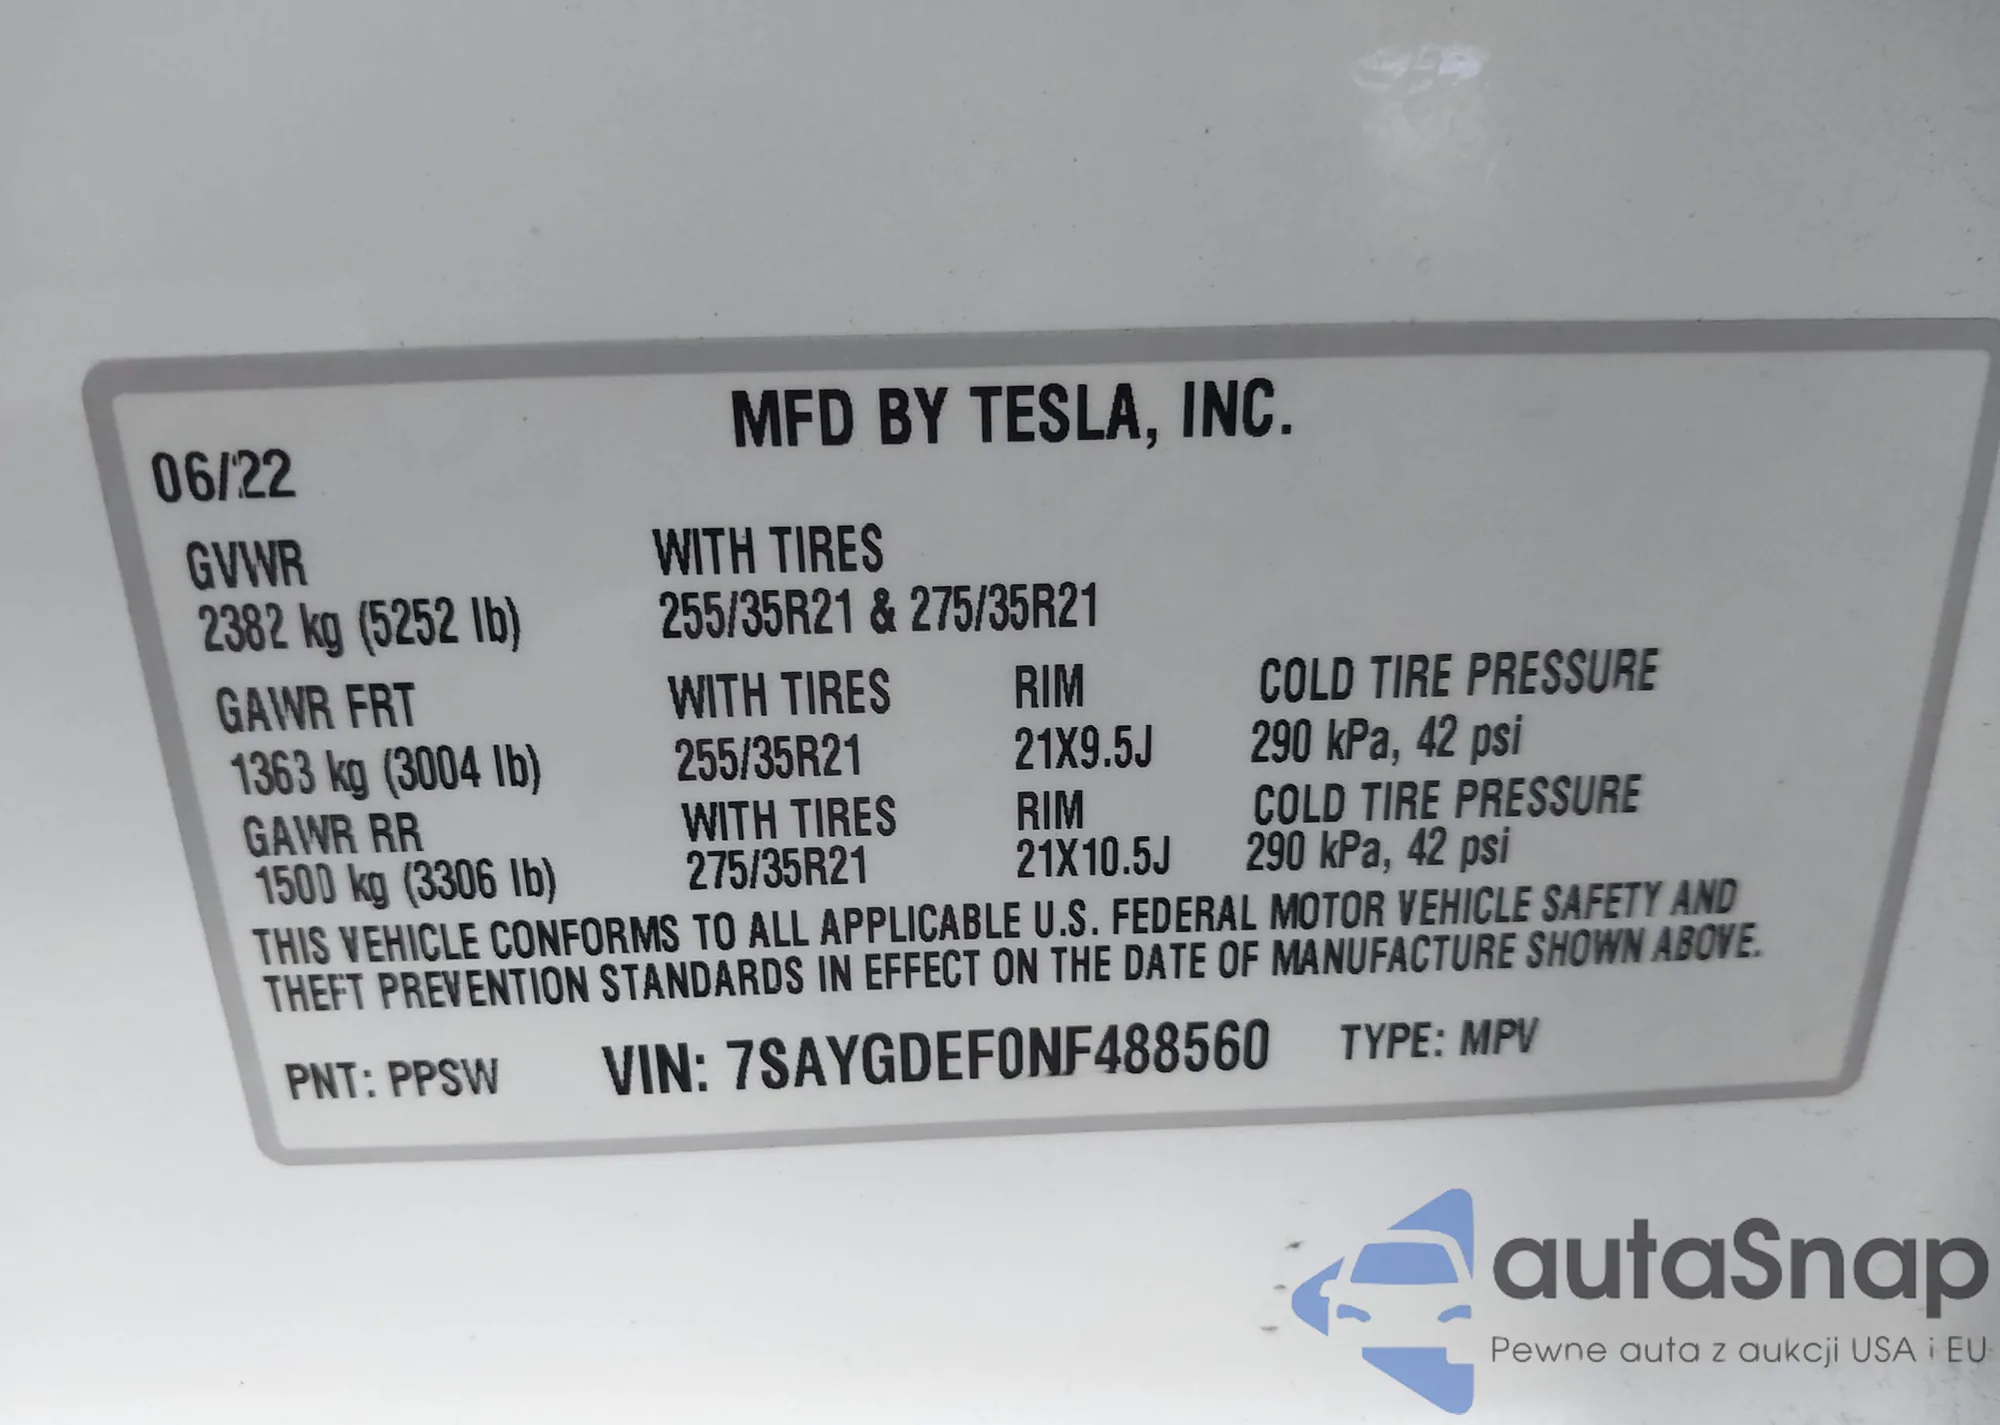 MFD BY TESLA, INC.
06/22
GVWR WITH TIRES
2382 kg (5252 lb) 255/35R21 & 275/35R21
GAWR FRT WITH TIRES RIM COLD TIRE PRESSURE
1363 kg (3004 lb) 255/35R21 21X9.5J 290 kPa, 42 psi
GAWR RR WITH TIRES RIM COLD TIRE PRESSURE
1500 kg (3306 lb) 275/35R21 21X10.5J 290 kPa, 42 psi
THIS VEHICLE CONFORMS TO ALL APPLICABLE U.S. FEDERAL MOTOR VEHICLE SAFETY AND
THEFT PREVENTION STANDARDS IN EFFECT ON THE DATE OF MANUFACTURE SHOWN ABOVE.
PNT: PPSW VIN: 7SAYGDEF0NF488560 TYPE: MPV
autaSnap
Pewne auta z aukcji USA i EU